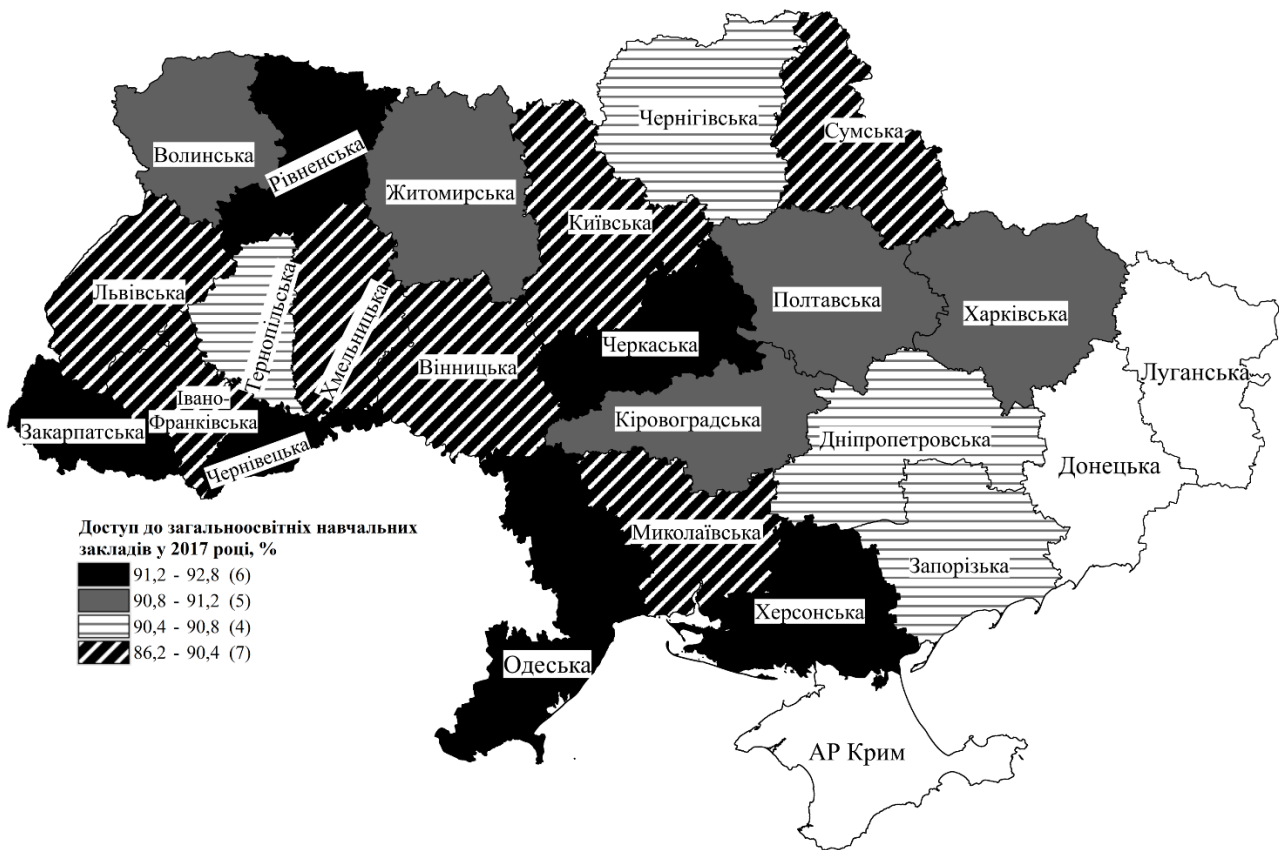 Чернігівська
Сумська
Волинська
Рівненська
Житомирська
Київська
Львівська
Тернопільська
Хмельницька
Вінницька
Черкаська
Полтавська
Харківська
Луганська
Закарпатська
Івано-
Франківська
Чернівецька
Кіровоградська
Дніпропетровська
Донецька
Миколаївська
Запорізька
Херсонська
Одеська
АР Крим
Доступ до загальноосвітніх навчальних
закладів у 2017 році, %
91,2 - 92,8 (6)
90,8 - 91,2 (5)
90,4 - 90,8 (4)
86,2 - 90,4 (7)